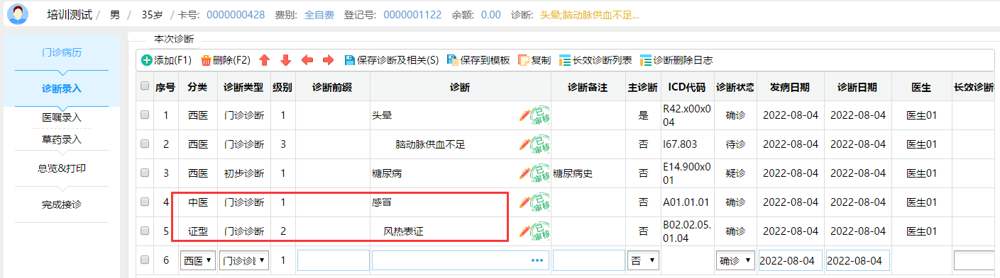 培训测试 / 男 / 35岁 / 卡号: 0000000428 费别: 全自费 登记号: 0000001122 余额: 0.00 诊断: 头晕;脑动脉供血不足...
门诊病历
诊断录入
医嘱录入
草药录入
总览&打印
完成接诊
本次诊断
添加(F1) 删除(F2) 保存诊断及相关(S) 保存到模板 复制 长效诊断列表 诊断删除日志
序号 分类 诊断类型 级别 诊断前缀 诊断 诊断备注 主诊断 ICD代码 诊断状态 发病日期 诊断日期 医生 长效诊断
1 西医 门诊诊断 1 头晕 已审核 是 R42.x00x004 确诊 2022-08-04 2022-08-04 医生01
2 西医 门诊诊断 3 脑动脉供血不足 已审核 否 I67.803 待诊 2022-08-04 2022-08-04 医生01
3 西医 初步诊断 1 糖尿病 已审核 糖尿病史 否 E14.900x001 疑诊 2022-08-04 2022-08-04 医生01
4 中医 门诊诊断 1 感冒 已审核 否 A01.01.01 确诊 2022-08-04 2022-08-04 医生01
5 证型 门诊诊断 2 风热表证 已审核 否 B02.02.05.01.04 确诊 2022-08-04 2022-08-04 医生01
6 西医 门诊诊 1 ... 否 确诊 2022-08-04 2022-08-04